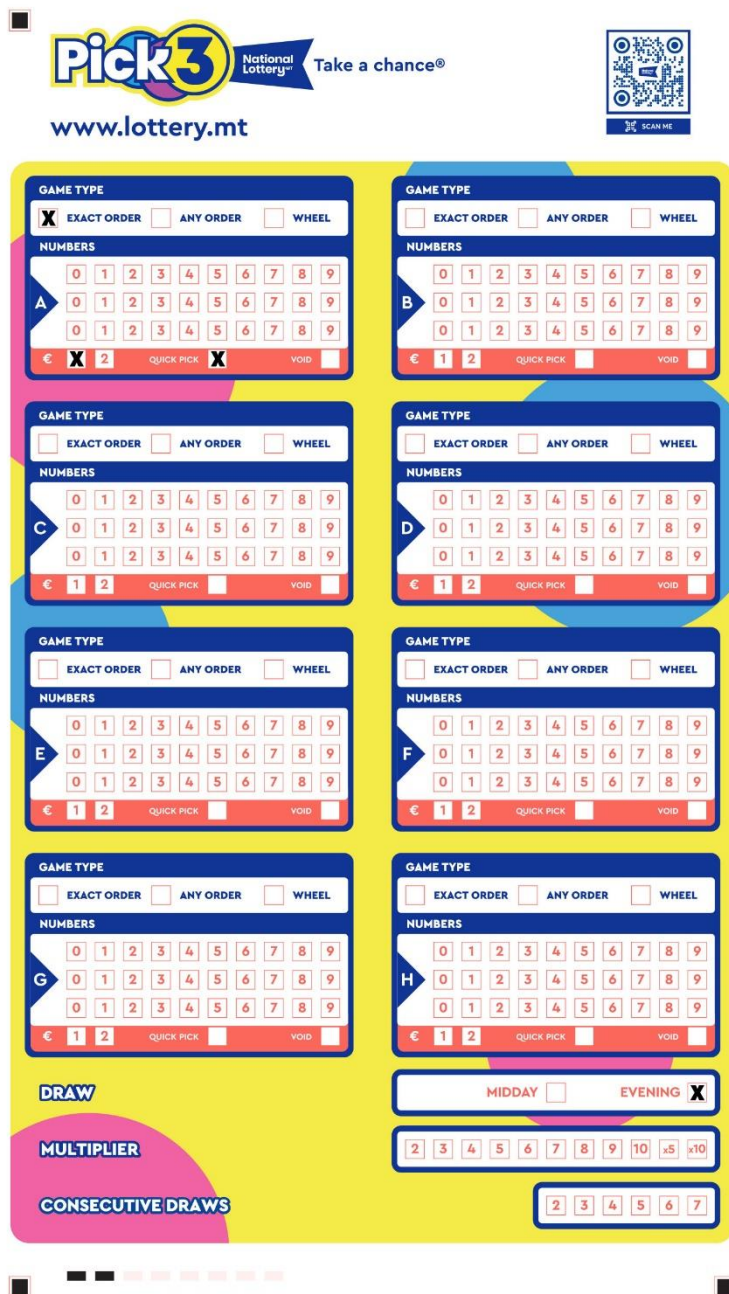 Pick3 National Lottery MT Take a chance®
www.lottery.mt
SCAN ME
GAME TYPE
X EXACT ORDER ANY ORDER WHEEL
NUMBERS
A
0 1 2 3 4 5 6 7 8 9
0 1 2 3 4 5 6 7 8 9
0 1 2 3 4 5 6 7 8 9
€ X 2 QUICK PICK X VOID
GAME TYPE
EXACT ORDER ANY ORDER WHEEL
NUMBERS
B
0 1 2 3 4 5 6 7 8 9
0 1 2 3 4 5 6 7 8 9
0 1 2 3 4 5 6 7 8 9
€ 1 2 QUICK PICK VOID
GAME TYPE
EXACT ORDER ANY ORDER WHEEL
NUMBERS
C
0 1 2 3 4 5 6 7 8 9
0 1 2 3 4 5 6 7 8 9
0 1 2 3 4 5 6 7 8 9
€ 1 2 QUICK PICK VOID
GAME TYPE
EXACT ORDER ANY ORDER WHEEL
NUMBERS
D
0 1 2 3 4 5 6 7 8 9
0 1 2 3 4 5 6 7 8 9
0 1 2 3 4 5 6 7 8 9
€ 1 2 QUICK PICK VOID
GAME TYPE
EXACT ORDER ANY ORDER WHEEL
NUMBERS
E
0 1 2 3 4 5 6 7 8 9
0 1 2 3 4 5 6 7 8 9
0 1 2 3 4 5 6 7 8 9
€ 1 2 QUICK PICK VOID
GAME TYPE
EXACT ORDER ANY ORDER WHEEL
NUMBERS
F
0 1 2 3 4 5 6 7 8 9
0 1 2 3 4 5 6 7 8 9
0 1 2 3 4 5 6 7 8 9
€ 1 2 QUICK PICK VOID
GAME TYPE
EXACT ORDER ANY ORDER WHEEL
NUMBERS
G
0 1 2 3 4 5 6 7 8 9
0 1 2 3 4 5 6 7 8 9
0 1 2 3 4 5 6 7 8 9
€ 1 2 QUICK PICK VOID
GAME TYPE
EXACT ORDER ANY ORDER WHEEL
NUMBERS
H
0 1 2 3 4 5 6 7 8 9
0 1 2 3 4 5 6 7 8 9
0 1 2 3 4 5 6 7 8 9
€ 1 2 QUICK PICK VOID
DRAW MIDDAY EVENING X
MULTIPLIER 2 3 4 5 6 7 8 9 10 x5 x10
CONSECUTIVE DRAWS 2 3 4 5 6 7